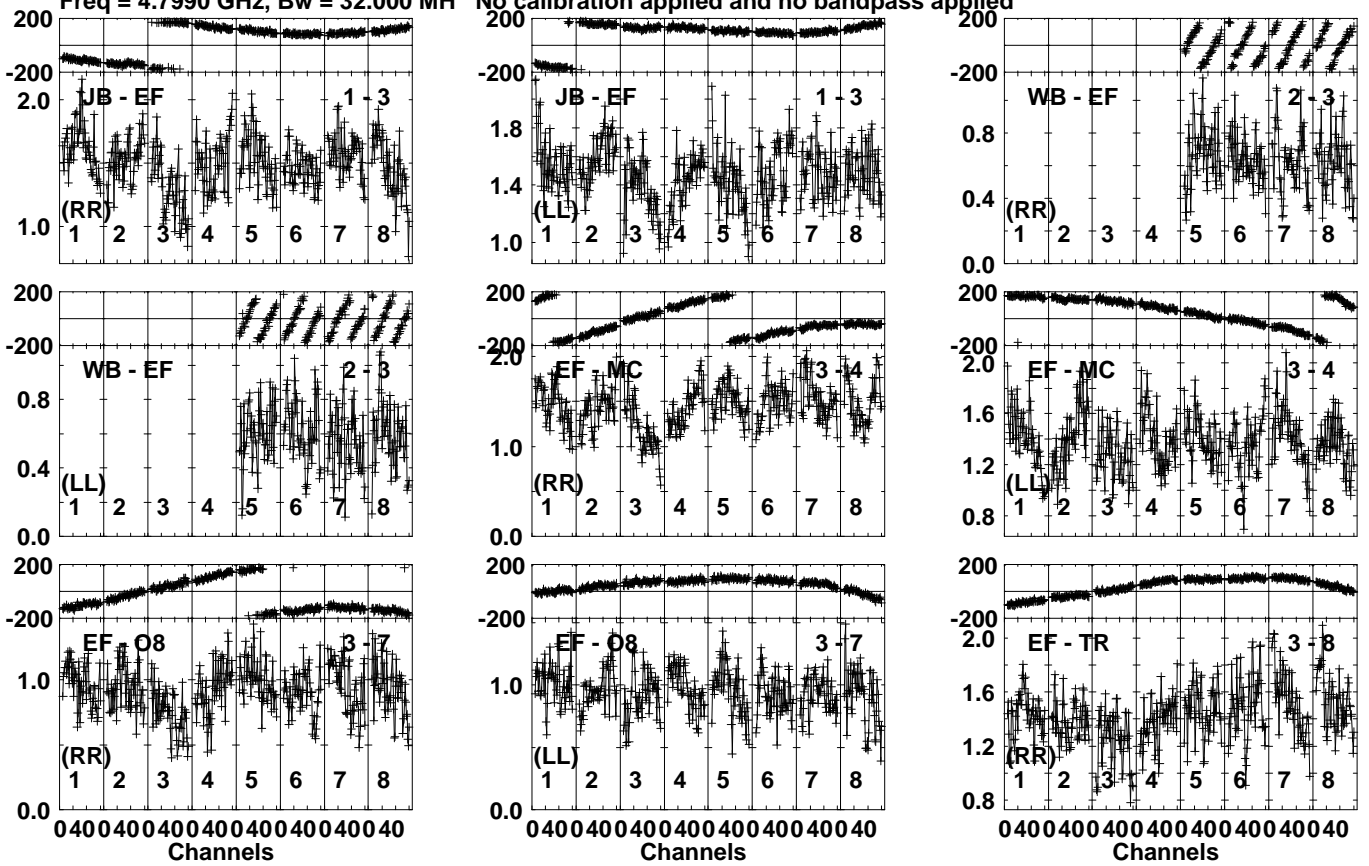 Freq = 4.7990 GHz, Bw = 32.000 MH No calibration applied and no bandpass applied
200
-200
JB - EF 1 - 3
2.0
1.0
(RR)
1 2 3 4 5 6 7 8
JB - EF 1 - 3
1.8
1.4
1.0
(LL)
1 2 3 4 5 6 7 8
200
-200
WB - EF 2 - 3
0.8
0.4
0.0
(RR)
1 2 3 4 5 6 7 8
200
-200
WB - EF 2 - 3
0.8
0.4
0.0
(LL)
1 2 3 4 5 6 7 8
200
-200
2.0
EF - MC 3 - 4
1.0
0.0
(RR)
1 2 3 4 5 6 7 8
200
-200
EF - MC 3 - 4
2.0
1.6
1.2
0.8
(LL)
1 2 3 4 5 6 7 8
200
-200
EF - O8 3 - 7
1.0
0.0
(RR)
1 2 3 4 5 6 7 8
0 40 0 40 0 40 0 40 0 40 0 40 0 40 0 40
Channels
200
-200
EF - O8 3 - 7
1.0
0.0
(LL)
1 2 3 4 5 6 7 8
0 40 0 40 0 40 0 40 0 40 0 40 0 40 0 40
Channels
200
-200
EF - TR 3 - 8
2.0
1.6
1.2
0.8
(RR)
1 2 3 4 5 6 7 8
0 40 0 40 0 40 0 40 0 40 0 40 0 40 0 40
Channels